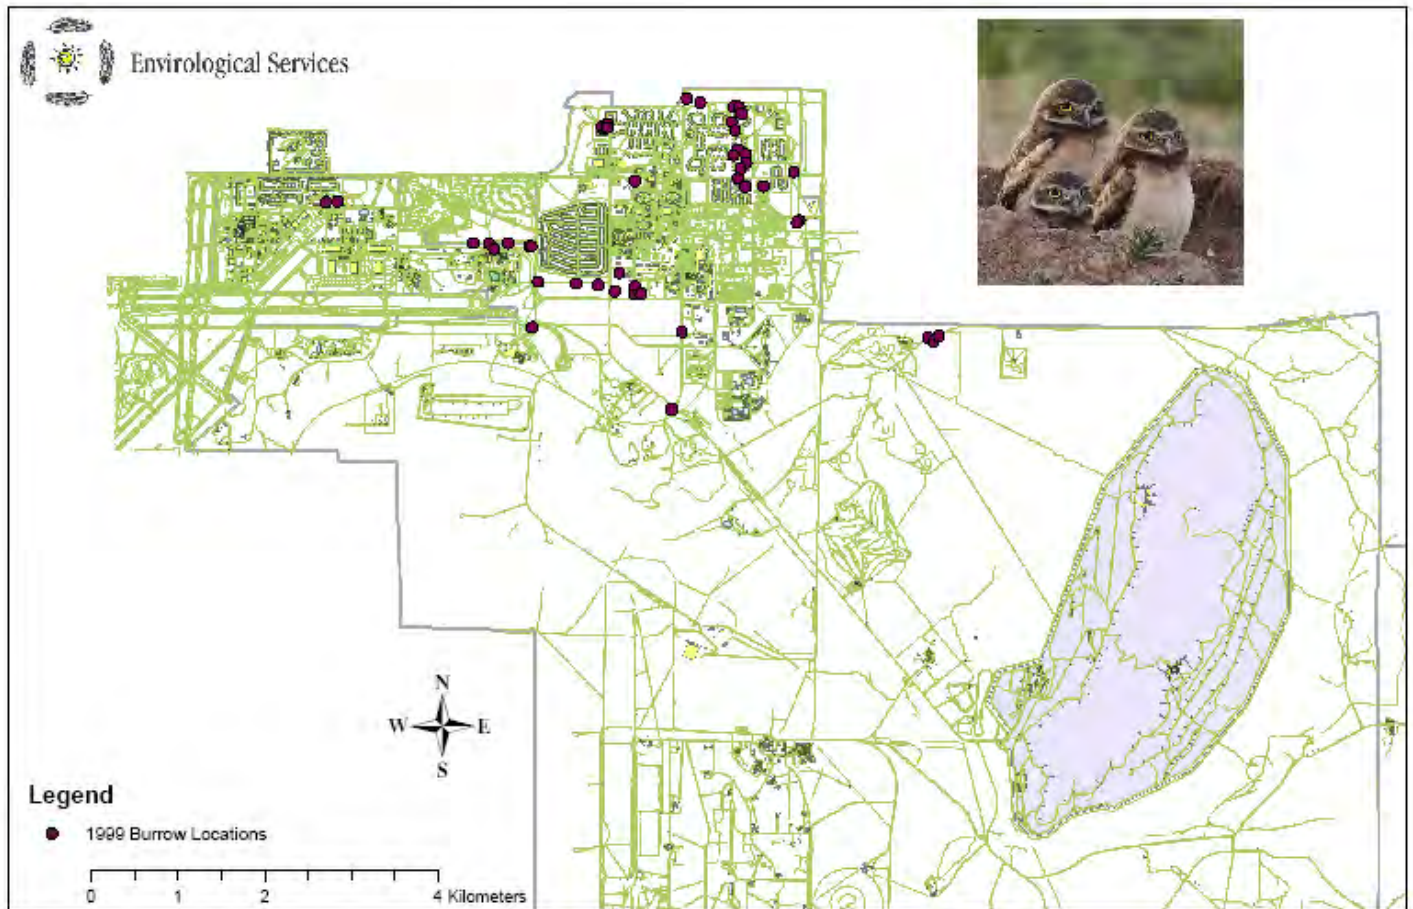 Envirological Services
N
W E
S
Legend
1999 Burrow Locations
0 1 2 4 Kilometers